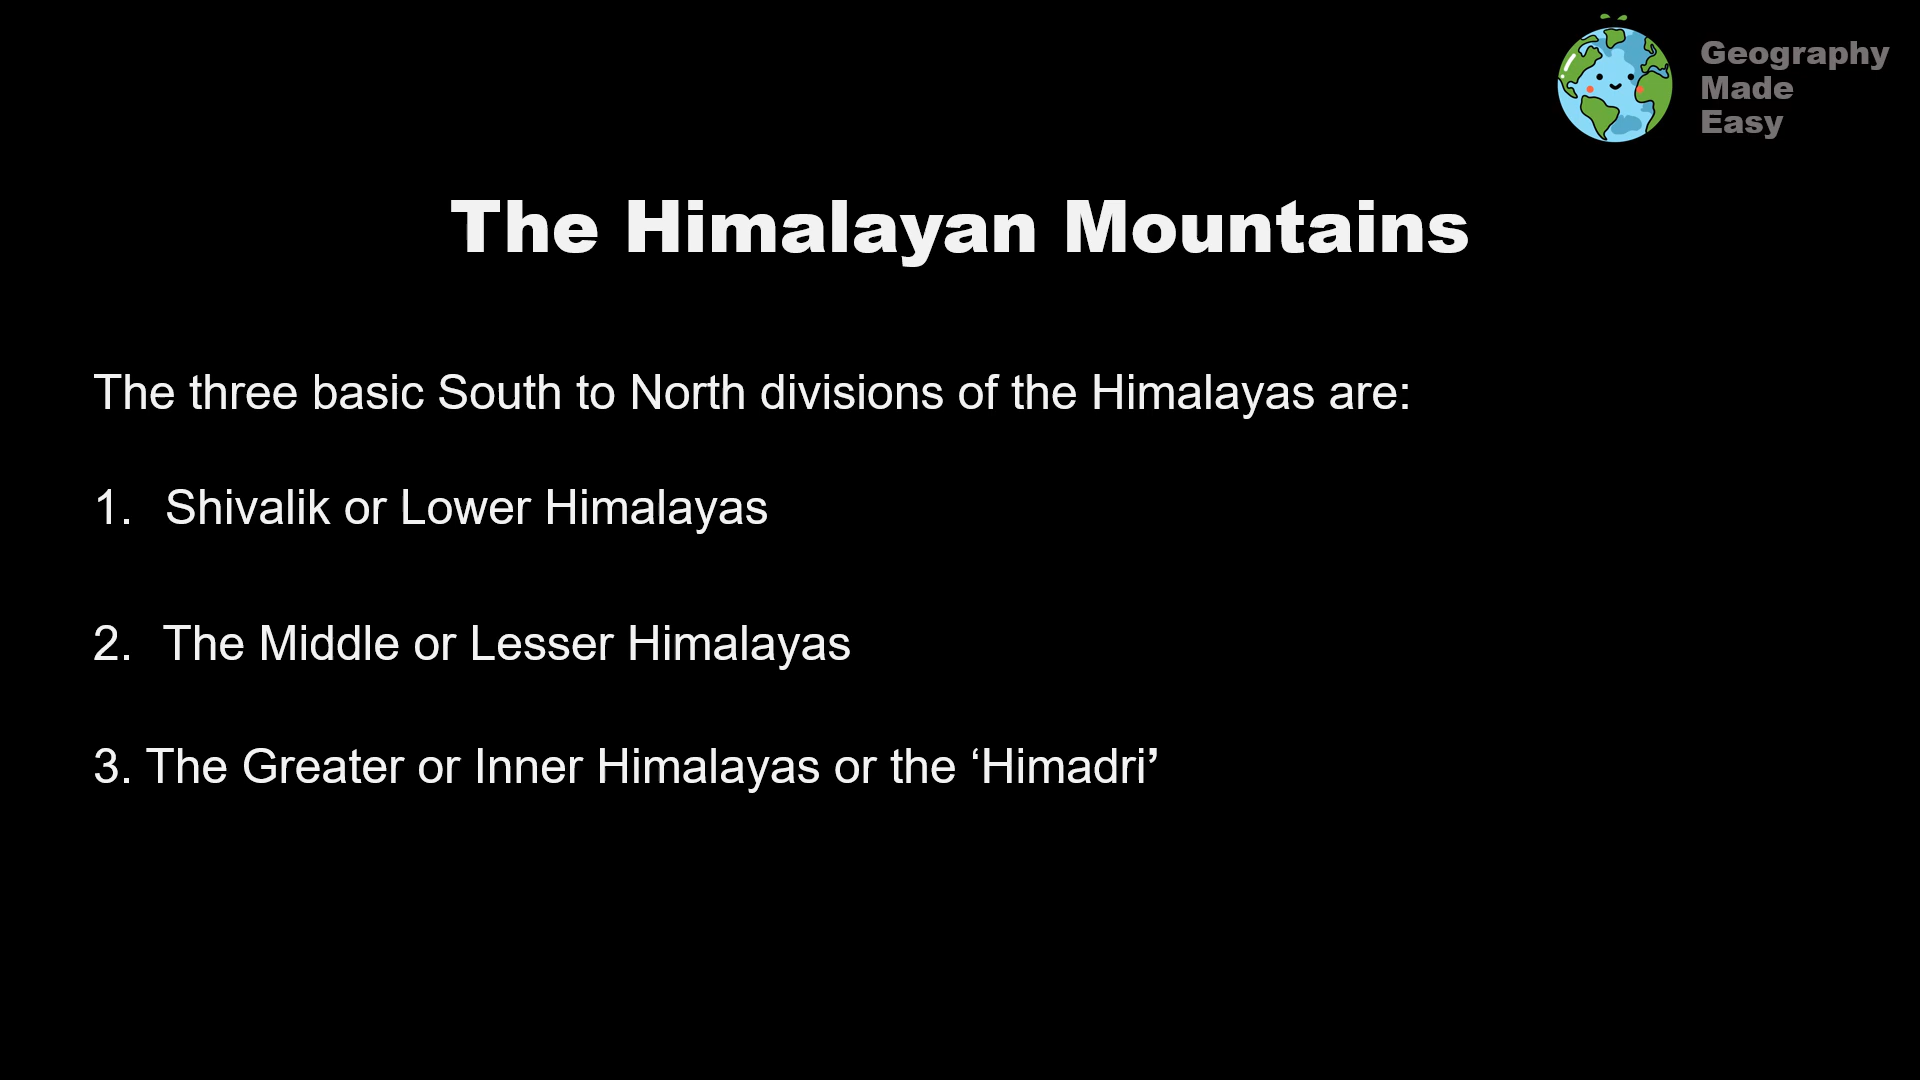 Geography
Made
Easy
The Himalayan Mountains
The three basic South to North divisions of the Himalayas are:
1. Shivalik or Lower Himalayas
2. The Middle or Lesser Himalayas
3. The Greater or Inner Himalayas or the ‘Himadri’